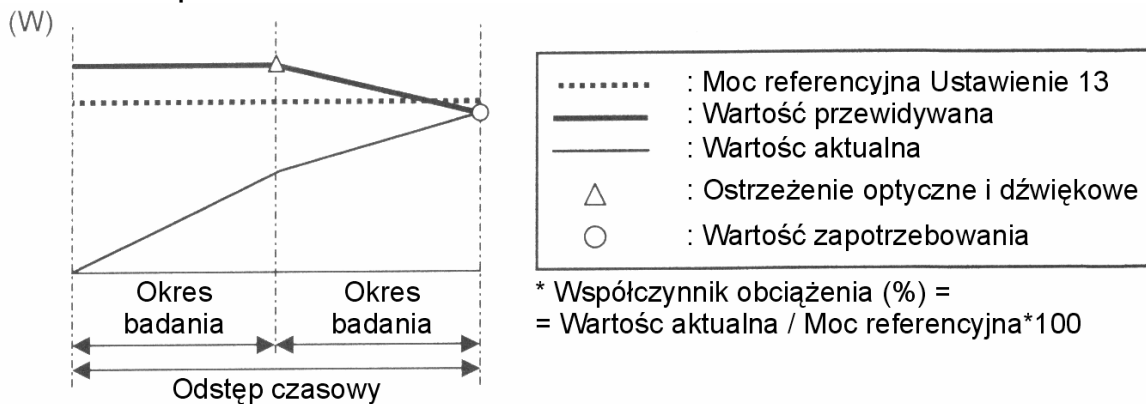 (W)
: Moc referencyjna Ustawienie 13
: Wartość przewidywana
: Wartośc aktualna
: Ostrzeżenie optyczne i dźwiękowe
: Wartość zapotrzebowania
Okres
badania
Okres
badania
Odstęp czasowy
* Współczynnik obciążenia (%) =
= Wartośc aktualna / Moc referencyjna*100